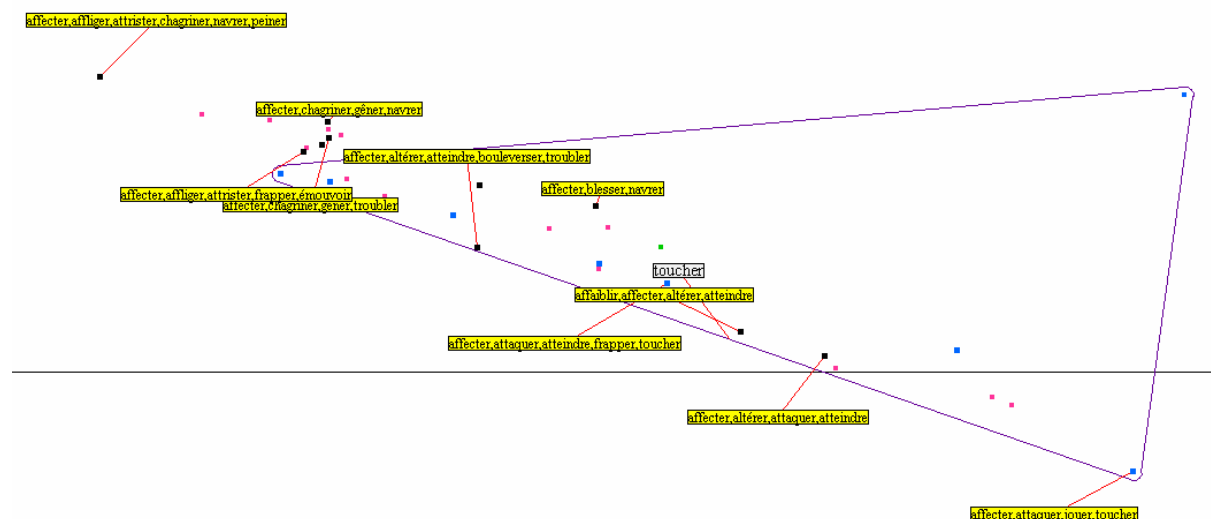 affecter,affliger,attrister,chagriner,navrer,peiner
affecter,chagriner,gêner,navrer
affecter,altérer,atteindre,bouleverser,troubler
affecter,blesser,navrer
affecter,affliger,attrister,frapper,émouvoir
affecter,chagriner,gêner,troubler
toucher
affaiblir,affecter,altérer,atteindre
affecter,attaquer,atteindre,frapper,toucher
affecter,altérer,attaquer,atteindre
affecter,attaquer,jouer,toucher